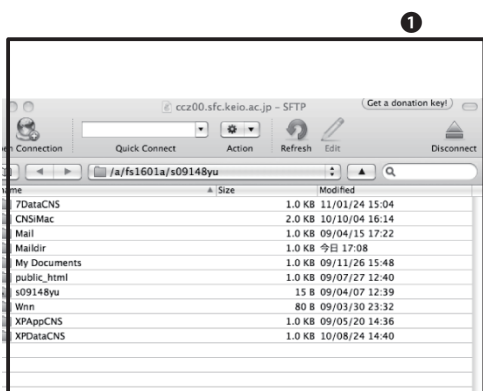 ❶
ccz00.sfc.keio.ac.jp – SFTP
Get a donation key!
Connection
Quick Connect
Action
Refresh
Edit
Disconnect
/a/fs1601a/s09148yu
Size
Modified
7DataCNS 1.0 KB 11/01/24 15:04
CNSiMac 2.0 KB 10/10/04 16:14
Mail 1.0 KB 09/04/15 17:22
Maildir 1.0 KB 今日 17:08
My Documents 1.0 KB 09/11/26 15:48
public_html 1.0 KB 09/07/27 12:40
s09148yu 15 B 09/04/07 12:39
Wnn 80 B 09/03/30 23:32
XPAppCNS 1.0 KB 09/05/20 14:36
XPDataCNS 1.0 KB 10/08/24 14:40